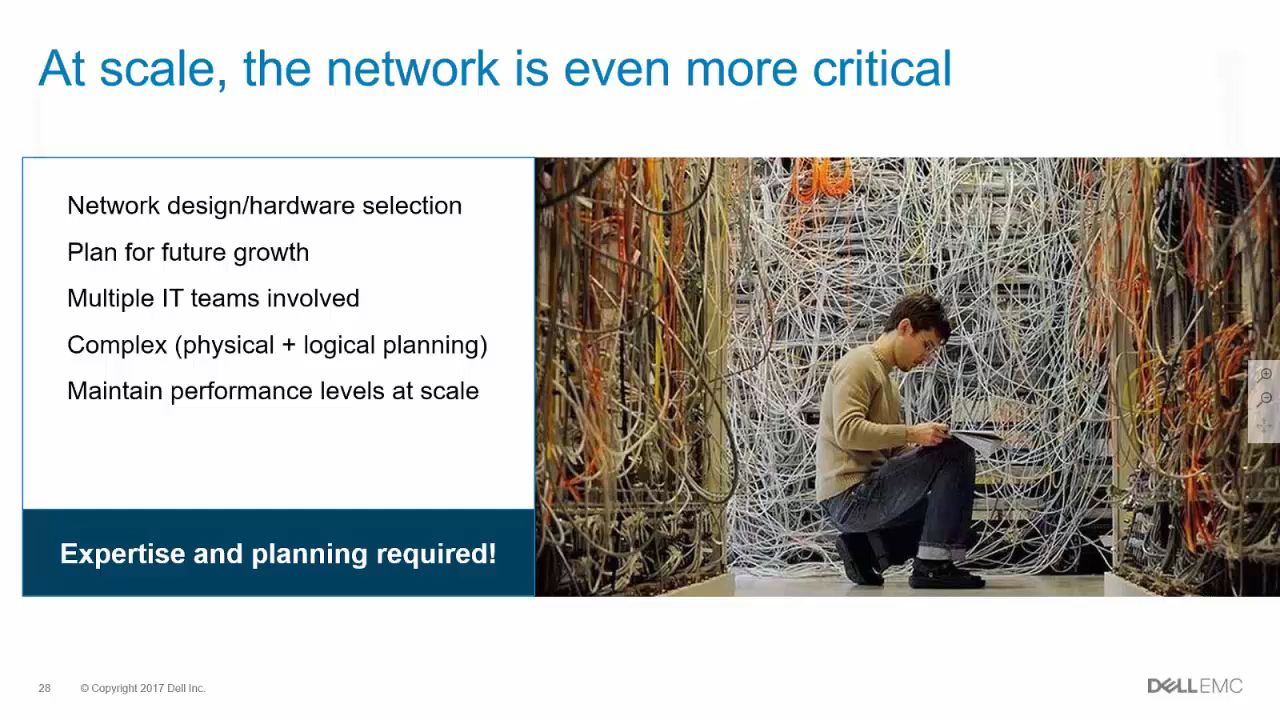 At scale, the network is even more critical
Network design/hardware selection
Plan for future growth
Multiple IT teams involved
Complex (physical + logical planning)
Maintain performance levels at scale
Expertise and planning required!
28 © Copyright 2017 Dell Inc.
DELLEMC